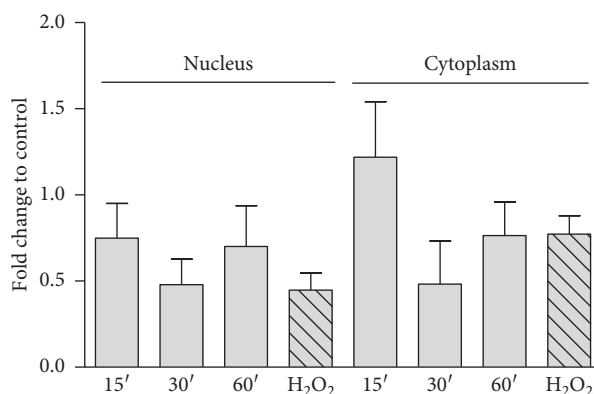 2.0
Nucleus
Cytoplasm
1.5
1.0
0.5
0.0
Fold change to control
15′ 30′ 60′ H₂O₂ 15′ 30′ 60′ H₂O₂